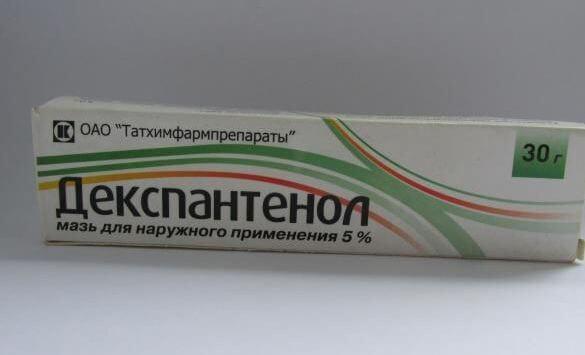 ОАО "Татхимфармпрепараты"
30 г
Декспантенол
мазь для наружного применения 5 %